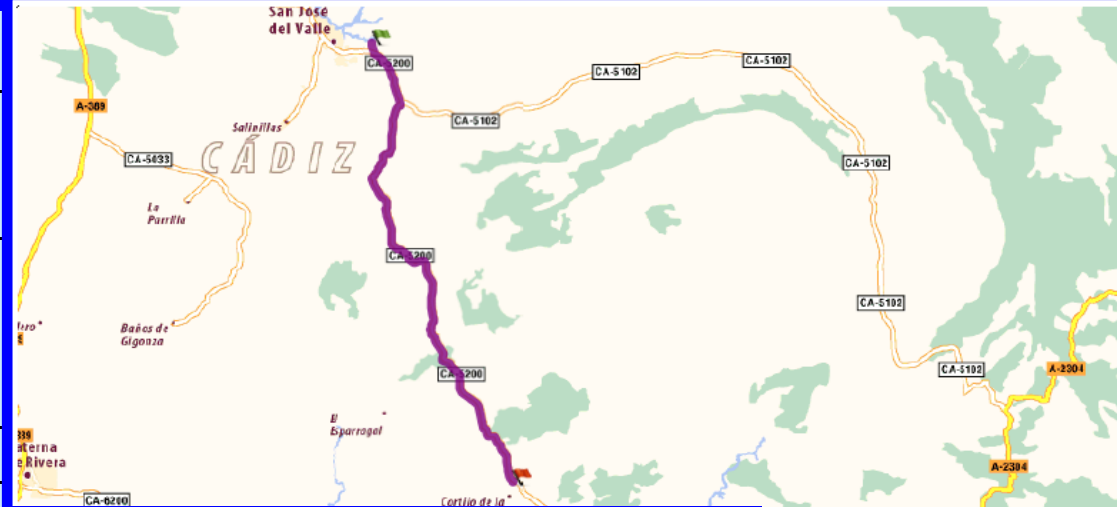 San José
del Valle
CA-5200
CA-5102
CA-5102
A-389
CA-5102
Salinillas
CÁDIZ
CA-5033
CA-5102
La
Parrilla
CA-5200
CA-5102
Baños de
Gigonza
CA-5102
A-2304
CA-5200
El
Esparragal
A-2304
aterna
e Rivera
CA-6200
Cortijo de la